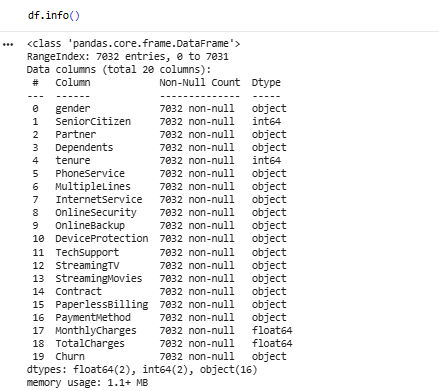 df.info()
<class 'pandas.core.frame.DataFrame'>
RangeIndex: 7032 entries, 0 to 7031
Data columns (total 20 columns):
 #   Column            Non-Null Count  Dtype
---  ------            --------------  -----
 0   gender            7032 non-null   object
 1   SeniorCitizen     7032 non-null   int64
 2   Partner           7032 non-null   object
 3   Dependents        7032 non-null   object
 4   tenure            7032 non-null   int64
 5   PhoneService      7032 non-null   object
 6   MultipleLines     7032 non-null   object
 7   InternetService   7032 non-null   object
 8   OnlineSecurity    7032 non-null   object
 9   OnlineBackup      7032 non-null   object
 10  DeviceProtection  7032 non-null   object
 11  TechSupport       7032 non-null   object
 12  StreamingTV       7032 non-null   object
 13  StreamingMovies   7032 non-null   object
 14  Contract          7032 non-null   object
 15  PaperlessBilling  7032 non-null   object
 16  PaymentMethod     7032 non-null   object
 17  MonthlyCharges    7032 non-null   float64
 18  TotalCharges      7032 non-null   float64
 19  Churn             7032 non-null   object
dtypes: float64(2), int64(2), object(16)
memory usage: 1.1+ MB